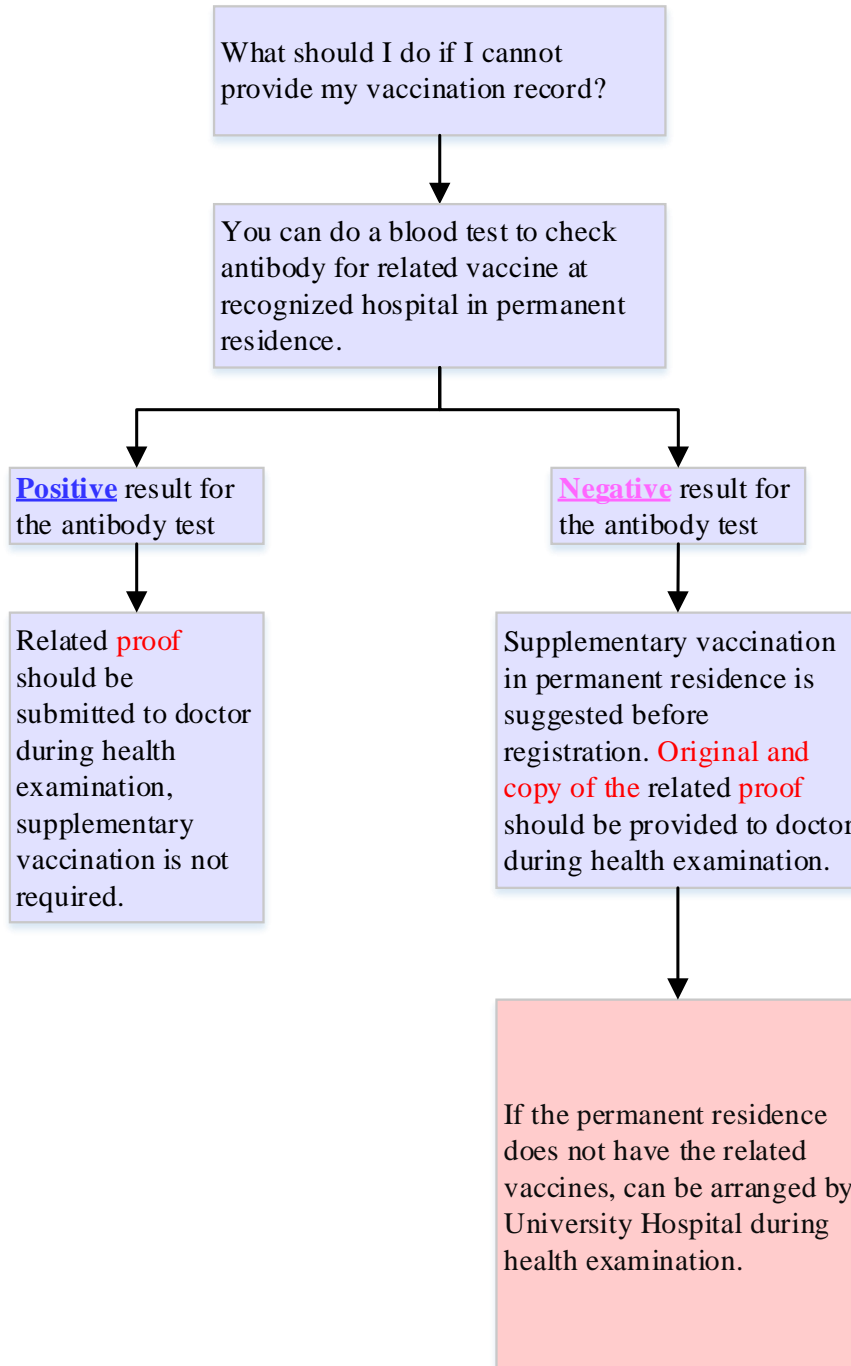 What should I do if I cannot
provide my vaccination record?
You can do a blood test to check
antibody for related vaccine at
recognized hospital in permanent
residence.
Positive result for
the antibody test
Negative result for
the antibody test
Related proof
should be
submitted to doctor
during health
examination,
supplementary
vaccination is not
required.
Supplementary vaccination
in permanent residence is
suggested before
registration. Original and
copy of the related proof
should be provided to doctor
during health examination.
If the permanent residence
does not have the related
vaccines, can be arranged by
University Hospital during
health examination.